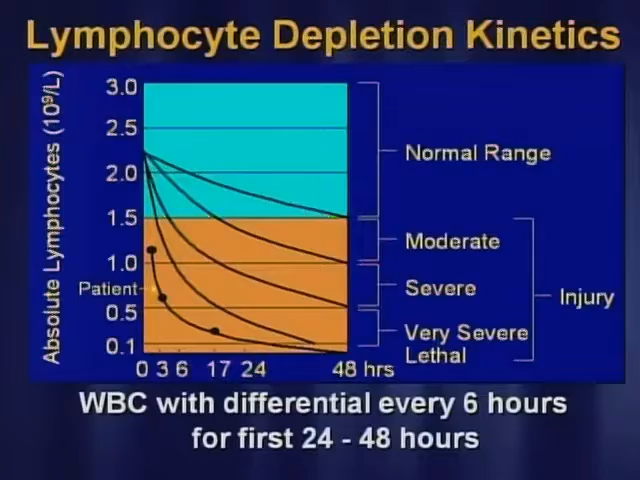 Lymphocyte Depletion Kinetics
Absolute Lymphocytes (10⁹/L)
3.0
2.5
2.0
1.5
1.0
0.5
0.1
Patient
0 3 6 17 24 48 hrs
Normal Range
Moderate
Severe
Very Severe
Lethal
Injury
WBC with differential every 6 hours
for first 24 - 48 hours